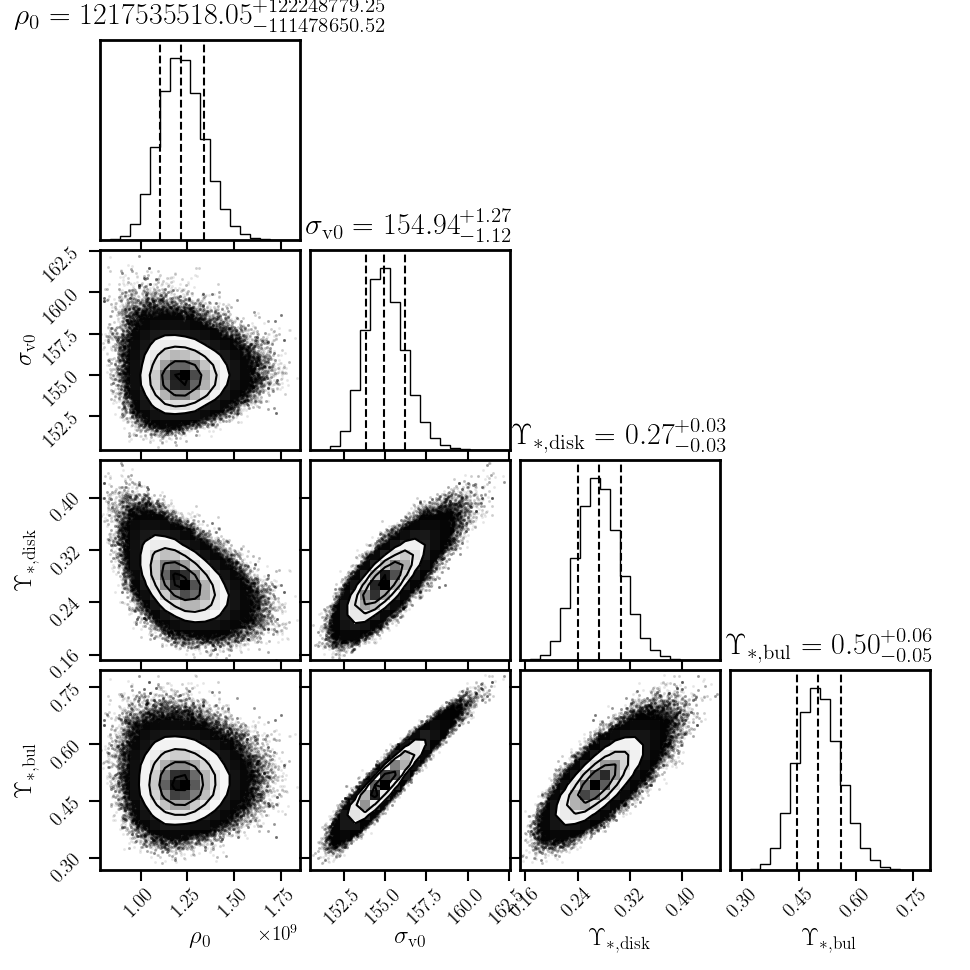 ρ₀ = 1217535518.05 +122248779.25 −111478650.52
σᵥ₀ = 154.94 +1.27 −1.12
162.5
160.0
157.5
155.0
152.5
σᵥ₀
ϒ*,disk = 0.27 +0.03 −0.03
0.40
0.32
0.24
0.16
ϒ*,disk
ϒ*,bul = 0.50 +0.06 −0.05
0.75
0.60
0.45
0.30
ϒ*,bul
1.00 1.25 1.50 1.75
×10⁹
ρ₀
152.5 155.0 157.5 160.0 162.5
σᵥ₀
0.16 0.24 0.32 0.40
ϒ*,disk
0.30 0.45 0.60 0.75
ϒ*,bul